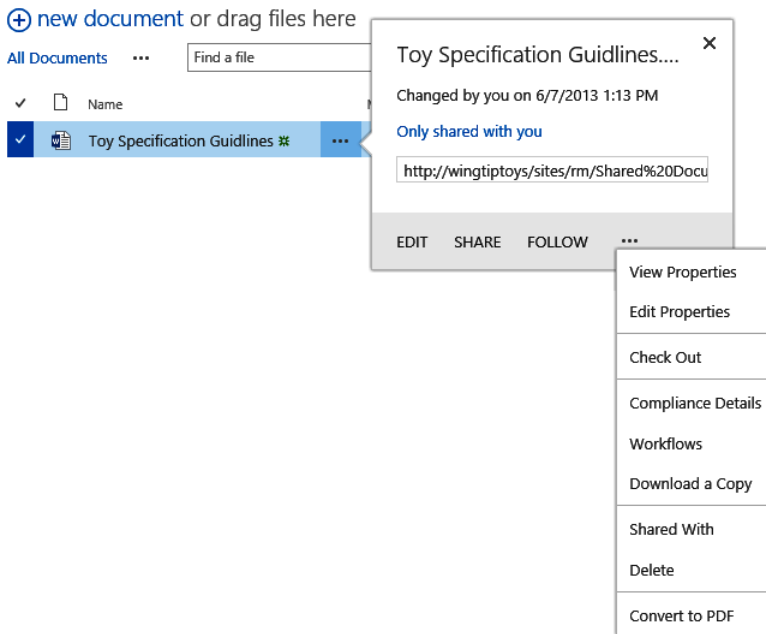 new document or drag files here
All Documents ...
Find a file
Name
Toy Specification Guidlines ...
Toy Specification Guidlines....
Changed by you on 6/7/2013 1:13 PM
Only shared with you
http://wingtiptoys/sites/rm/Shared%20Docu
EDIT SHARE FOLLOW ...
View Properties
Edit Properties
Check Out
Compliance Details
Workflows
Download a Copy
Shared With
Delete
Convert to PDF